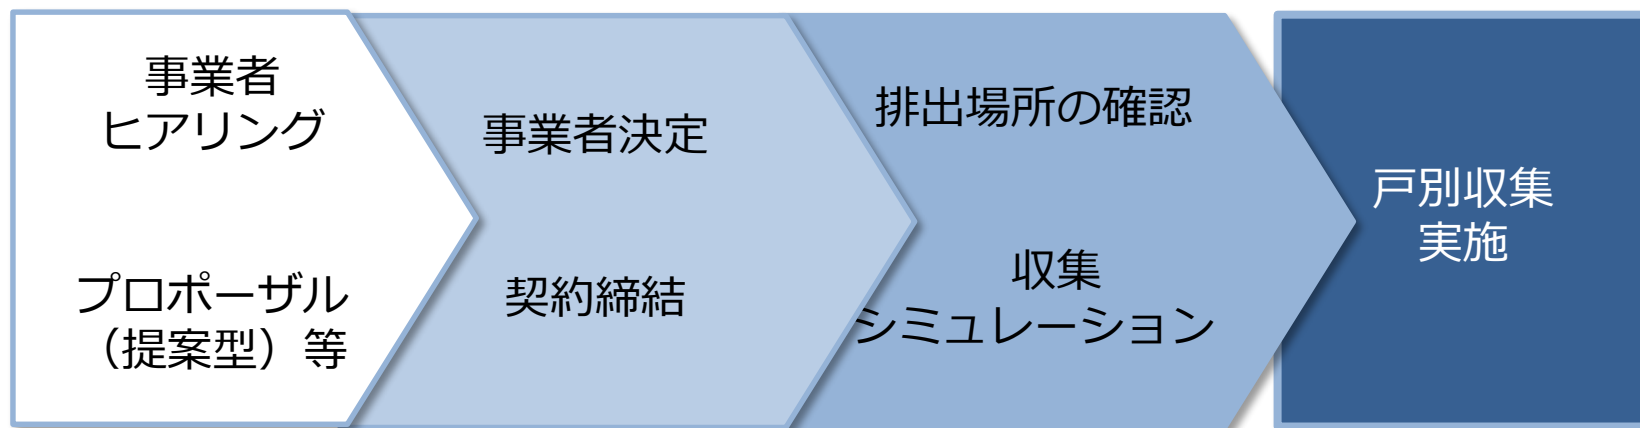 事業者
ヒアリング
プロポーザル
（提案型）等
事業者決定
契約締結
排出場所の確認
収集
シミュレーション
戸別収集
実施